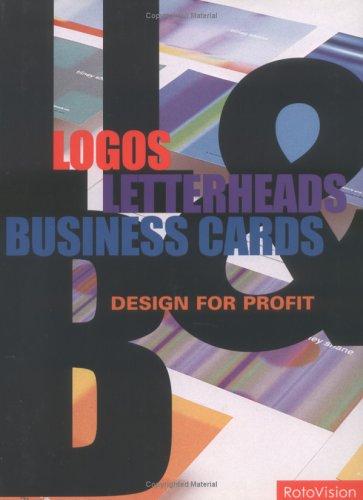 LOGOS
LETTERHEADS
BUSINESS CARDS
DESIGN FOR PROFIT
RotoVision